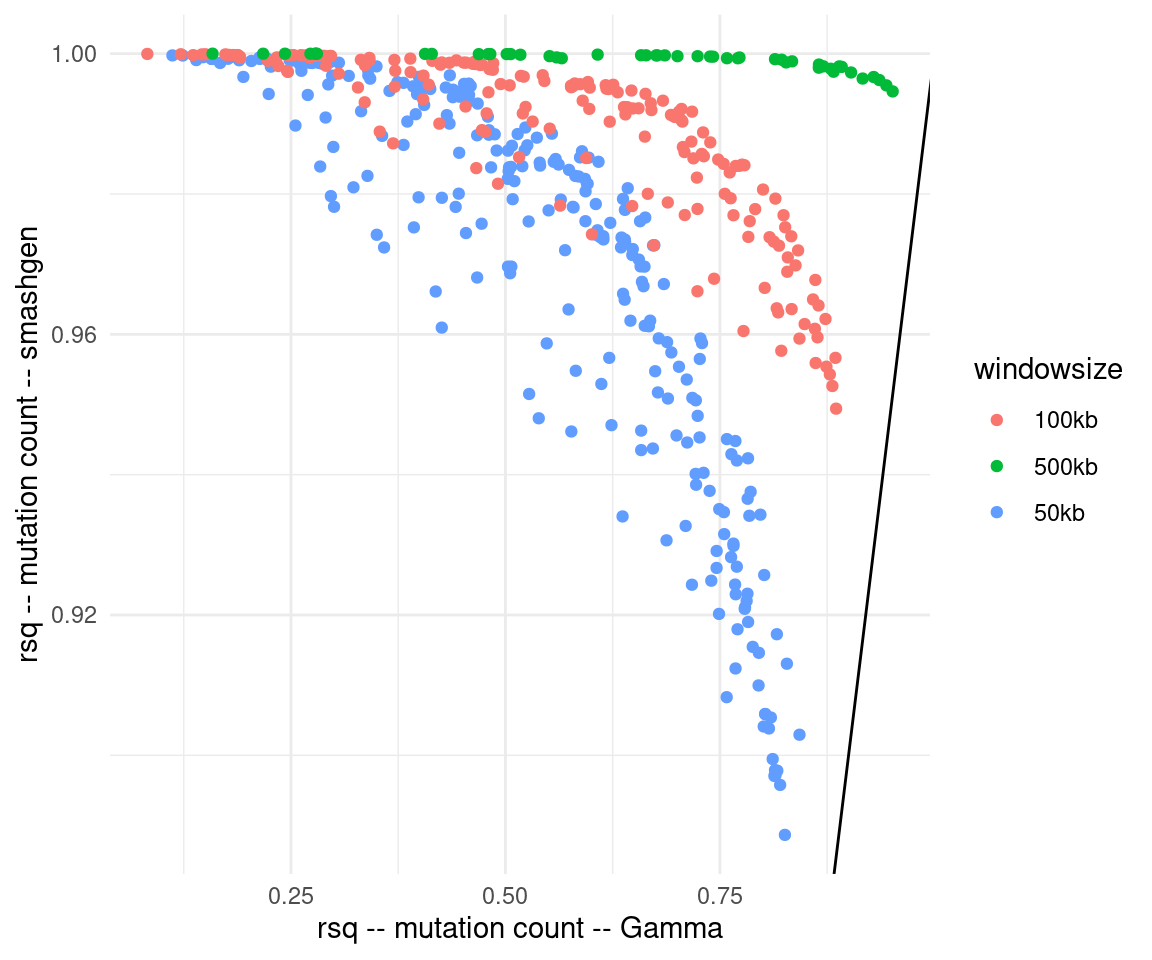 rsq -- mutation count -- smashgen
1.00
0.96
0.92
0.25
0.50
0.75
rsq -- mutation count -- Gamma
windowsize
100kb
500kb
50kb